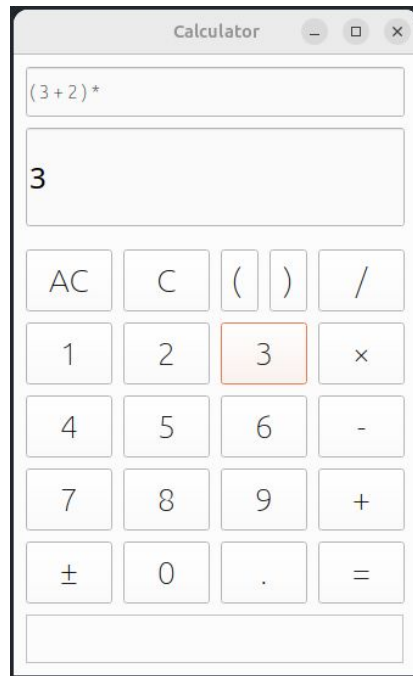 Calculator
(3+2)*
3
AC C ( ) /
1 2 3 ×
4 5 6 -
7 8 9 +
± 0 . =